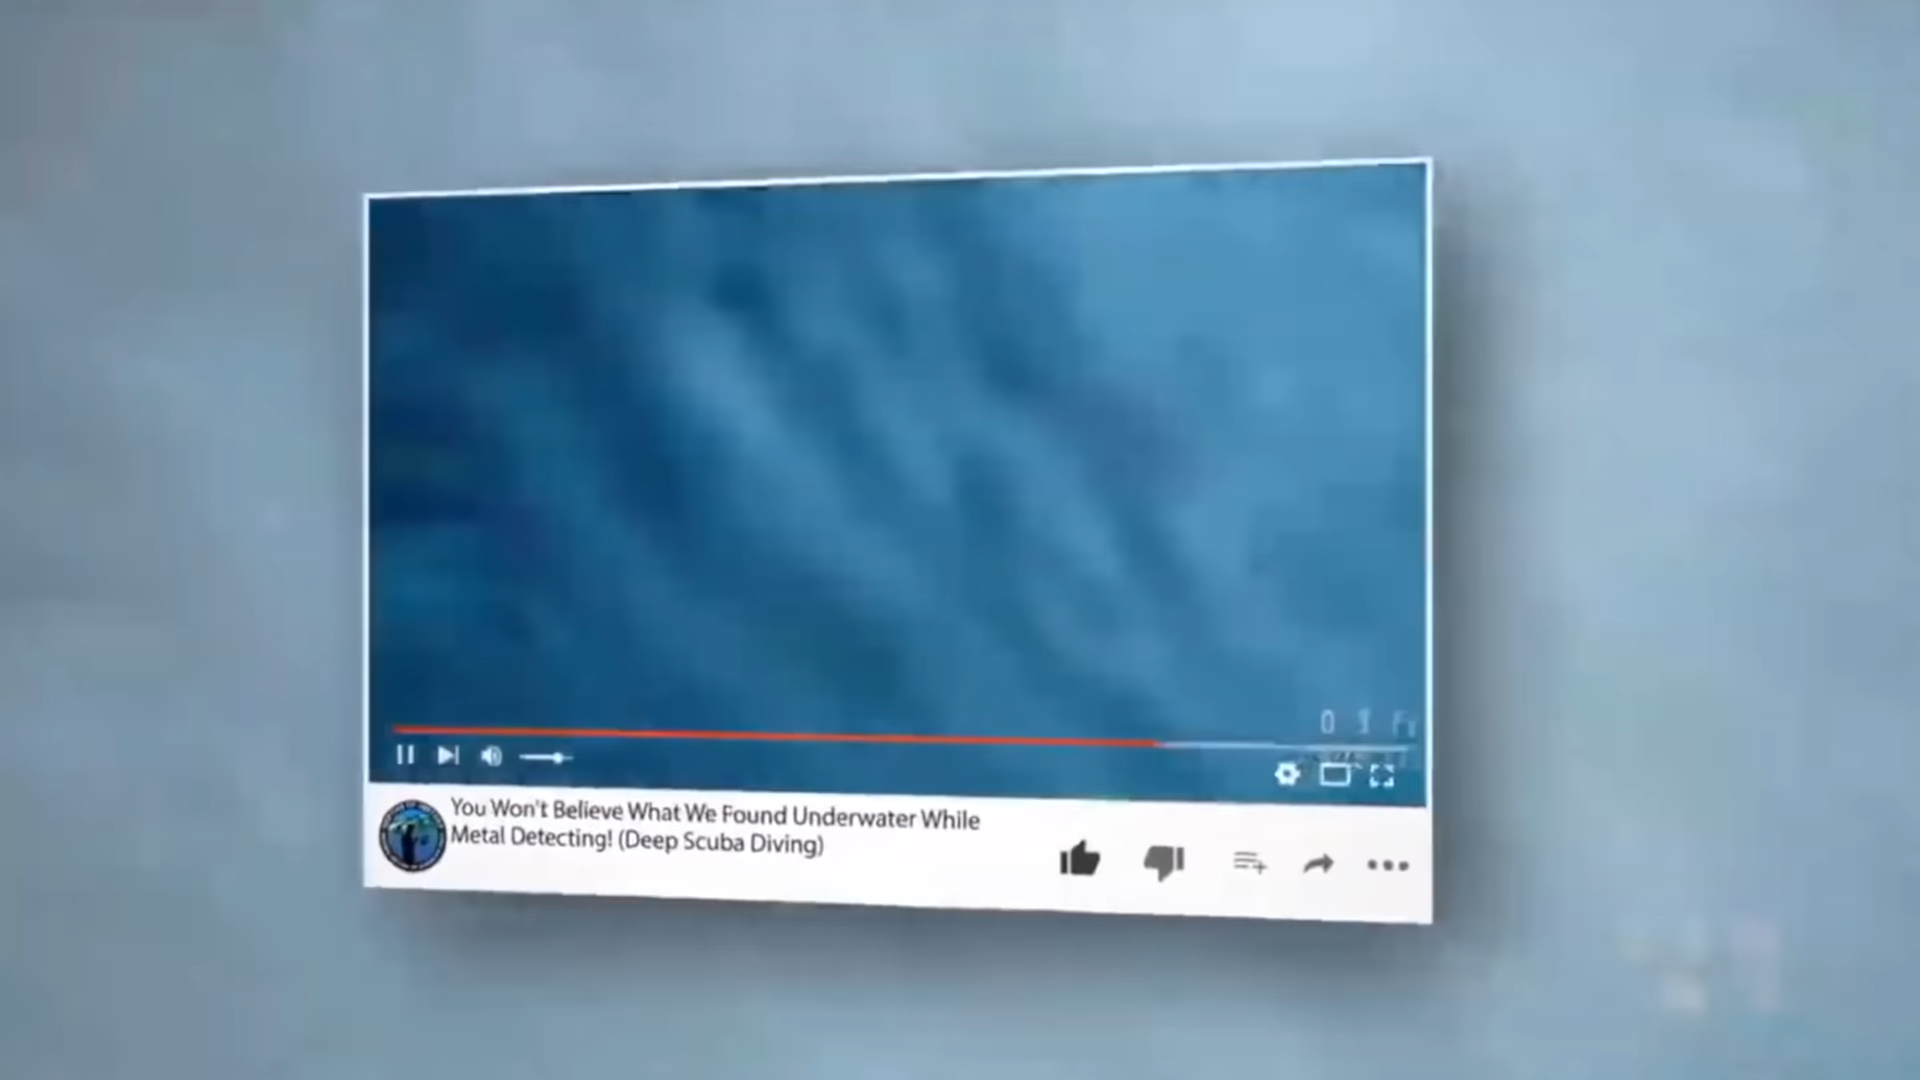 You Won't Believe What We Found Underwater While
Metal Detecting! (Deep Scuba Diving)